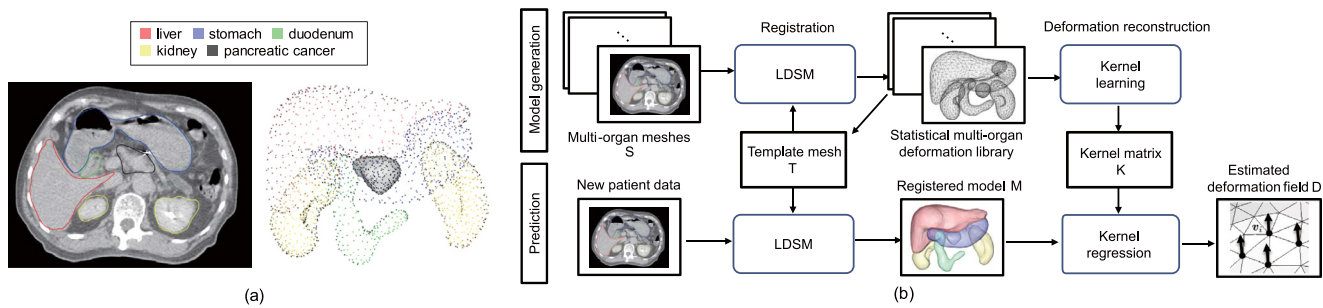 liver stomach duodenum
kidney pancreatic cancer
(a)
Model generation
Registration
Deformation reconstruction
LDSM
Kernel
learning
Multi-organ meshes
S
Statistical multi-organ
deformation library
Template mesh
T
Kernel matrix
K
Prediction
New patient data
Registered model M
Estimated
deformation field D
LDSM
Kernel
regression
(b)